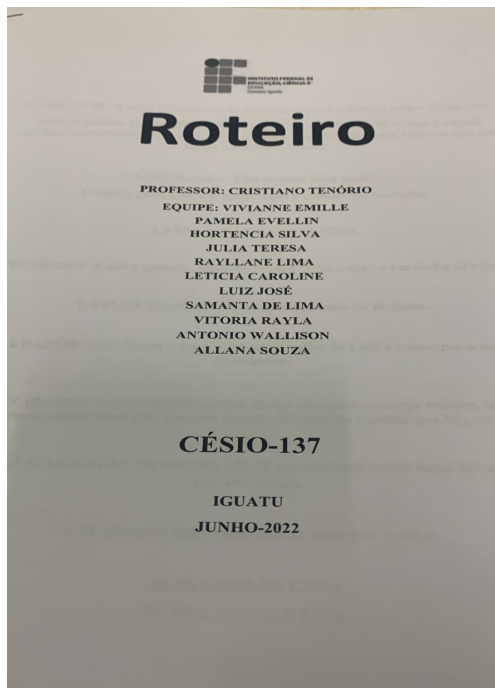 INSTITUTO FEDERAL DE
EDUCAÇÃO, CIÊNCIA E
CEARÁ
Campus Iguatu
Roteiro
PROFESSOR: CRISTIANO TENÓRIO
EQUIPE: VIVIANNE EMILLE
PAMELA EVELLIN
HORTENCIA SILVA
JULIA TERESA
RAYLLANE LIMA
LETICIA CAROLINE
LUIZ JOSÉ
SAMANTA DE LIMA
VITORIA RAYLA
ANTONIO WALLISON
ALLANA SOUZA
CÉSIO-137
IGUATU
JUNHO-2022